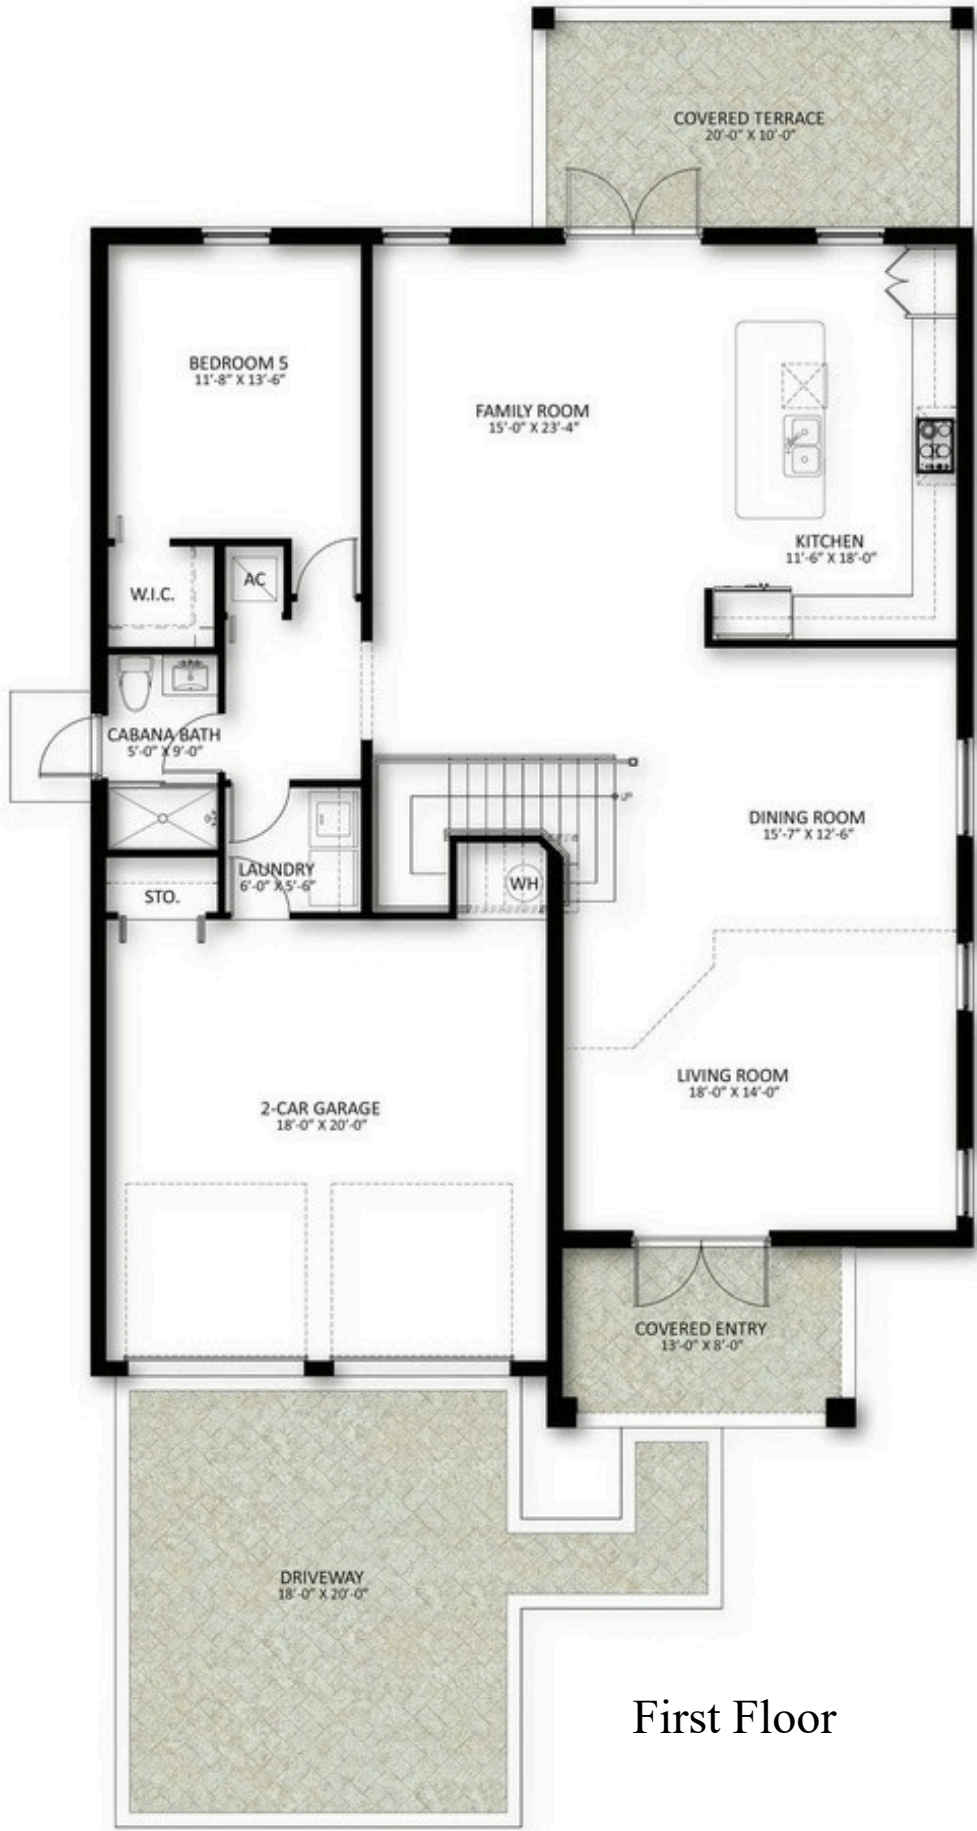 COVERED TERRACE
20'-0" X 10'-0"
BEDROOM 5
11'-8" X 13'-6"
FAMILY ROOM
15'-0" X 23'-4"
KITCHEN
11'-6" X 18'-0"
AC
W.I.C.
CABANA BATH
5'-0" X 9'-0"
DINING ROOM
15'-7" X 12'-6"
LAUNDRY
6'-0" X 5'-6"
WH
STO.
LIVING ROOM
18'-0" X 14'-0"
2-CAR GARAGE
18'-0" X 20'-0"
COVERED ENTRY
13'-0" X 8'-0"
DRIVEWAY
18'-0" X 20'-0"
First Floor